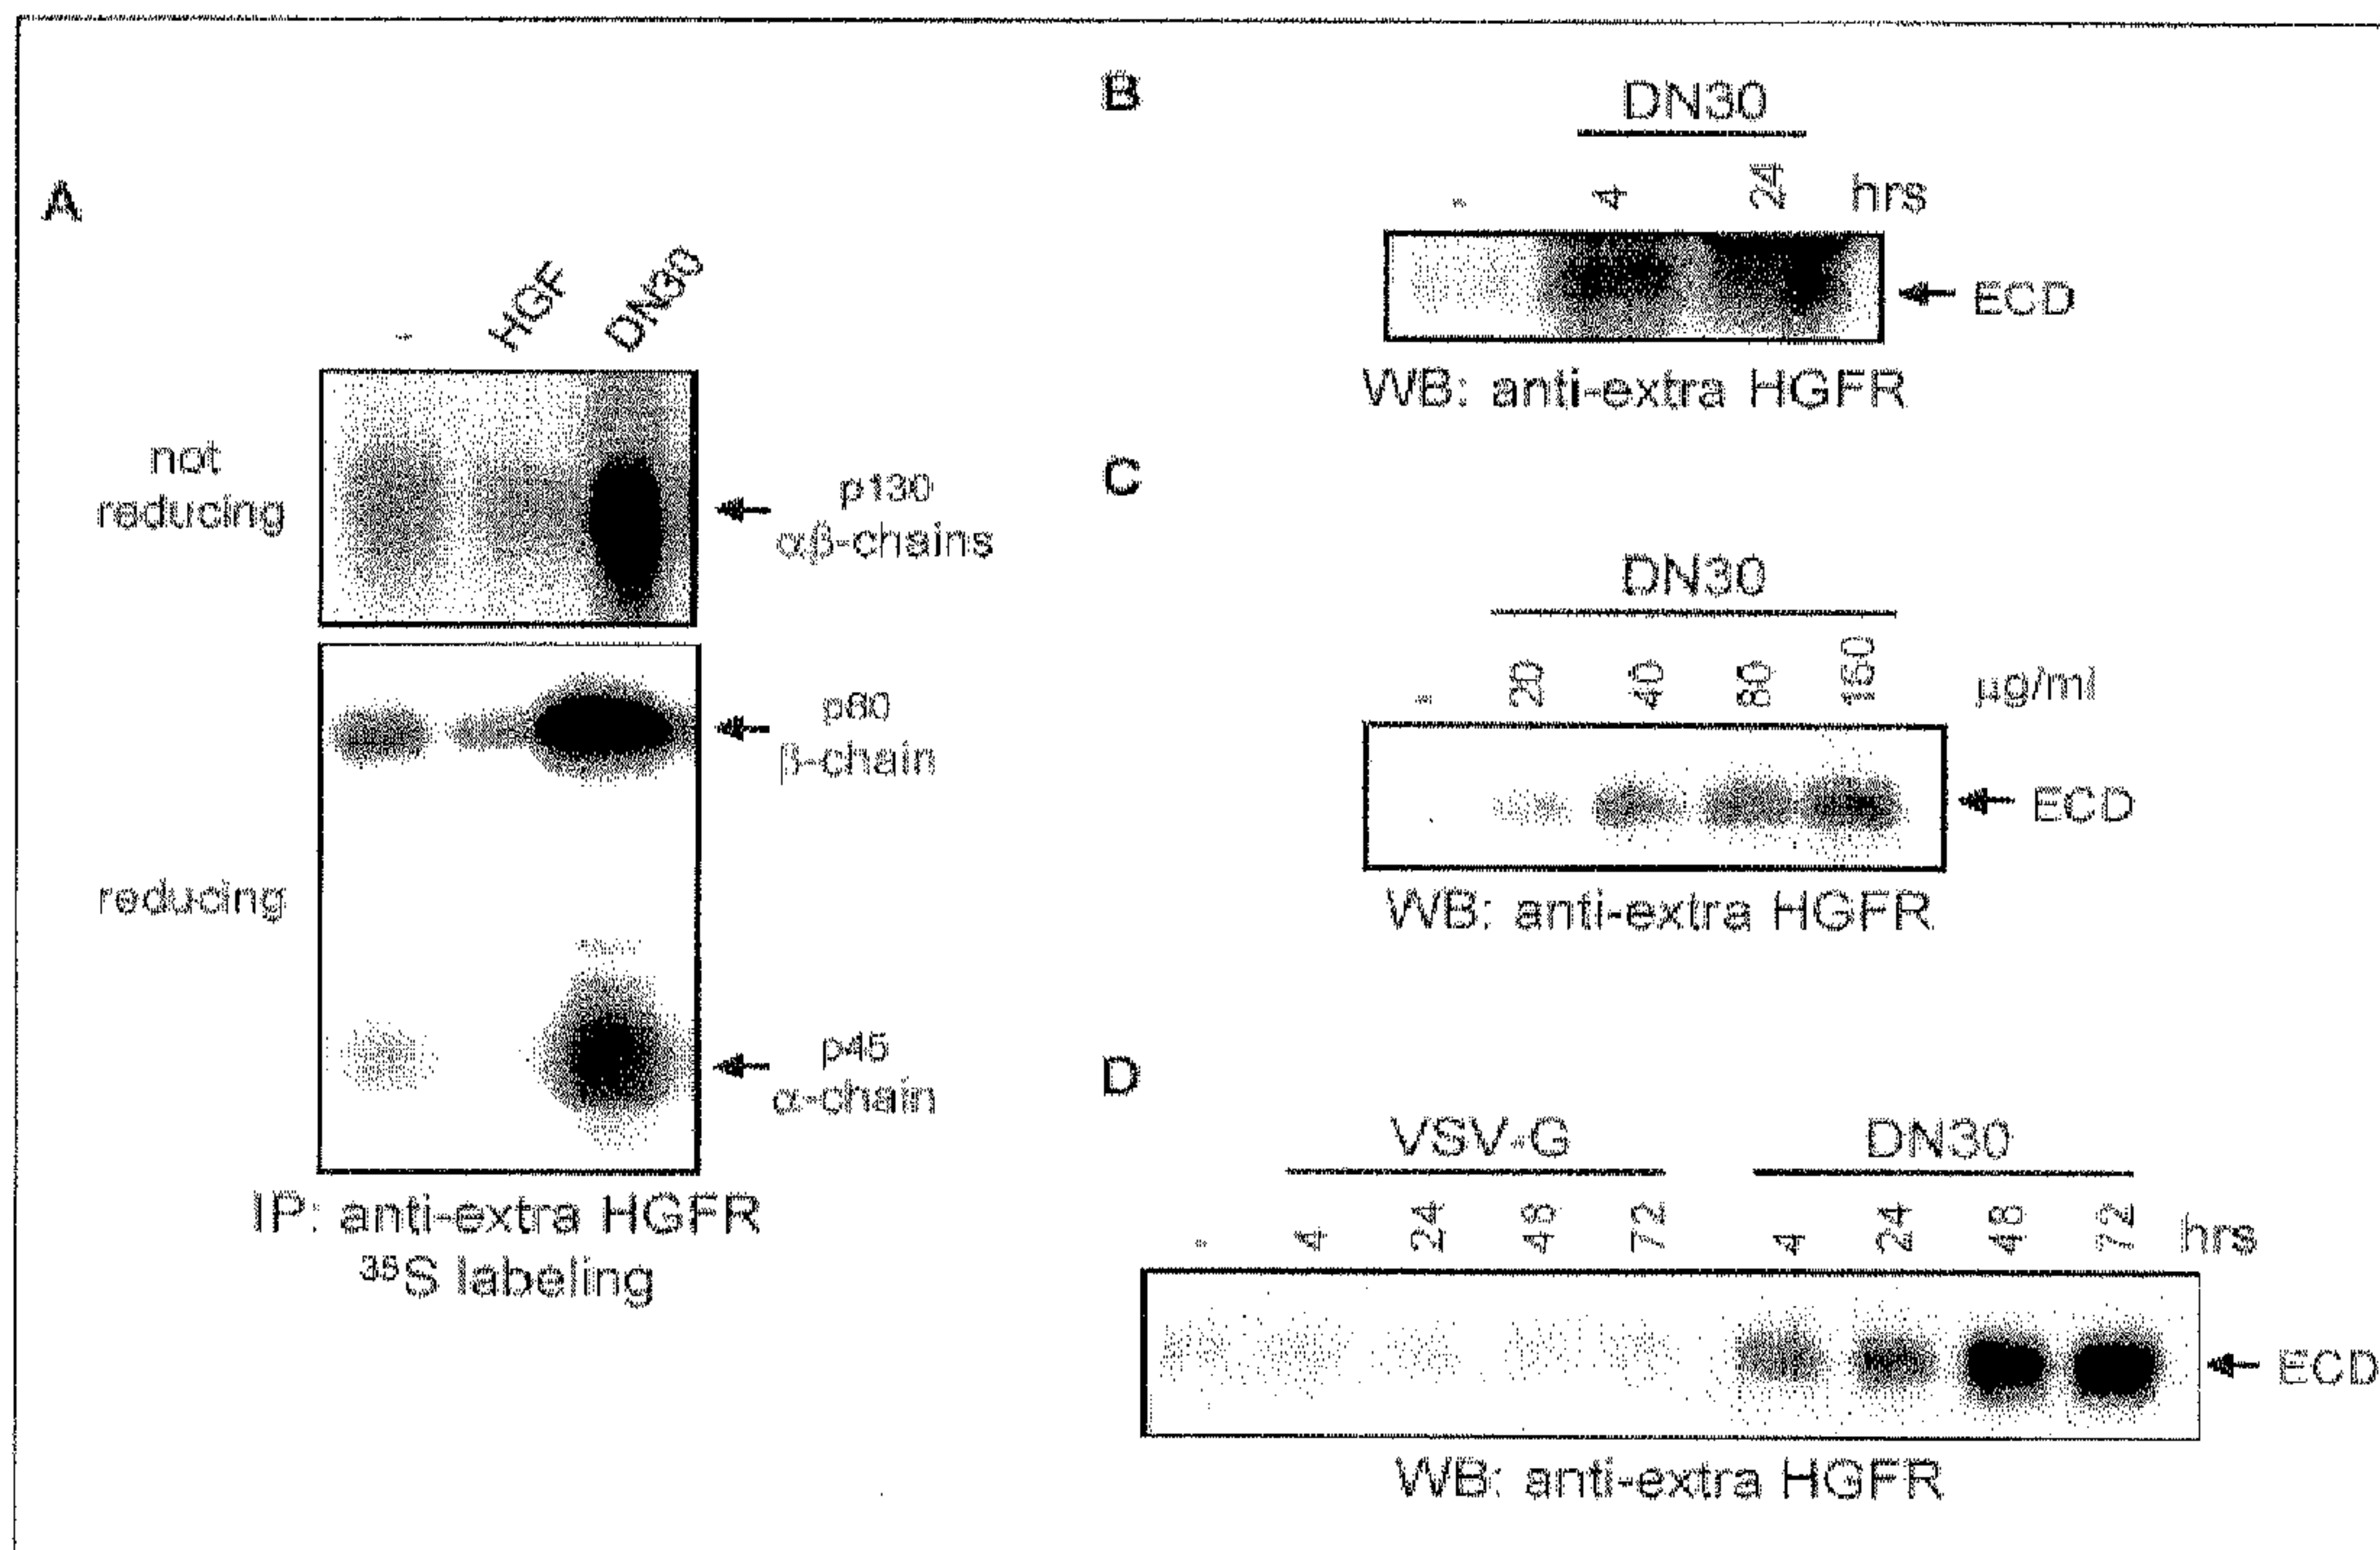 A
- HGF DN30
not
reducing
p130
αβ-chains
p80
β-chain
reducing
p45
α-chain
IP: anti-extra HGFR
³⁵S labeling
B
DN30
- 4 24 hrs
ECD
WB: anti-extra HGFR
C
DN30
- 20 40 80 160 µg/ml
ECD
WB: anti-extra HGFR
D
VSV-G DN30
- 4 24 48 72 4 24 48 72 hrs
ECD
WB: anti-extra HGFR